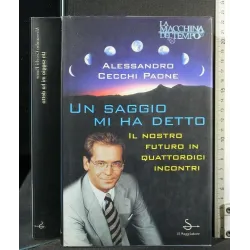 LA
MACCHINA
DEL TEMPO
ALESSANDRO
CECCHI PAONE
UN SAGGIO
MI HA DETTO
IL NOSTRO
FUTURO IN
QUATTORDICI
INCONTRI
Il Saggiatore